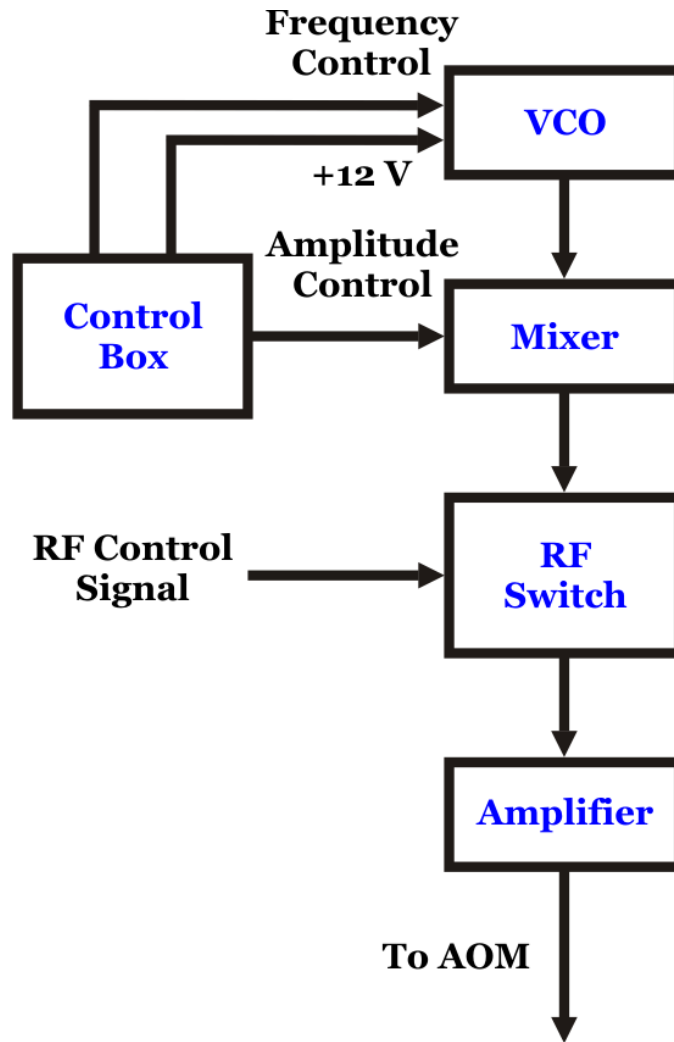 Frequency
Control
VCO
+12 V
Amplitude
Control
Control
Box
Mixer
RF Control
Signal
RF
Switch
Amplifier
To AOM